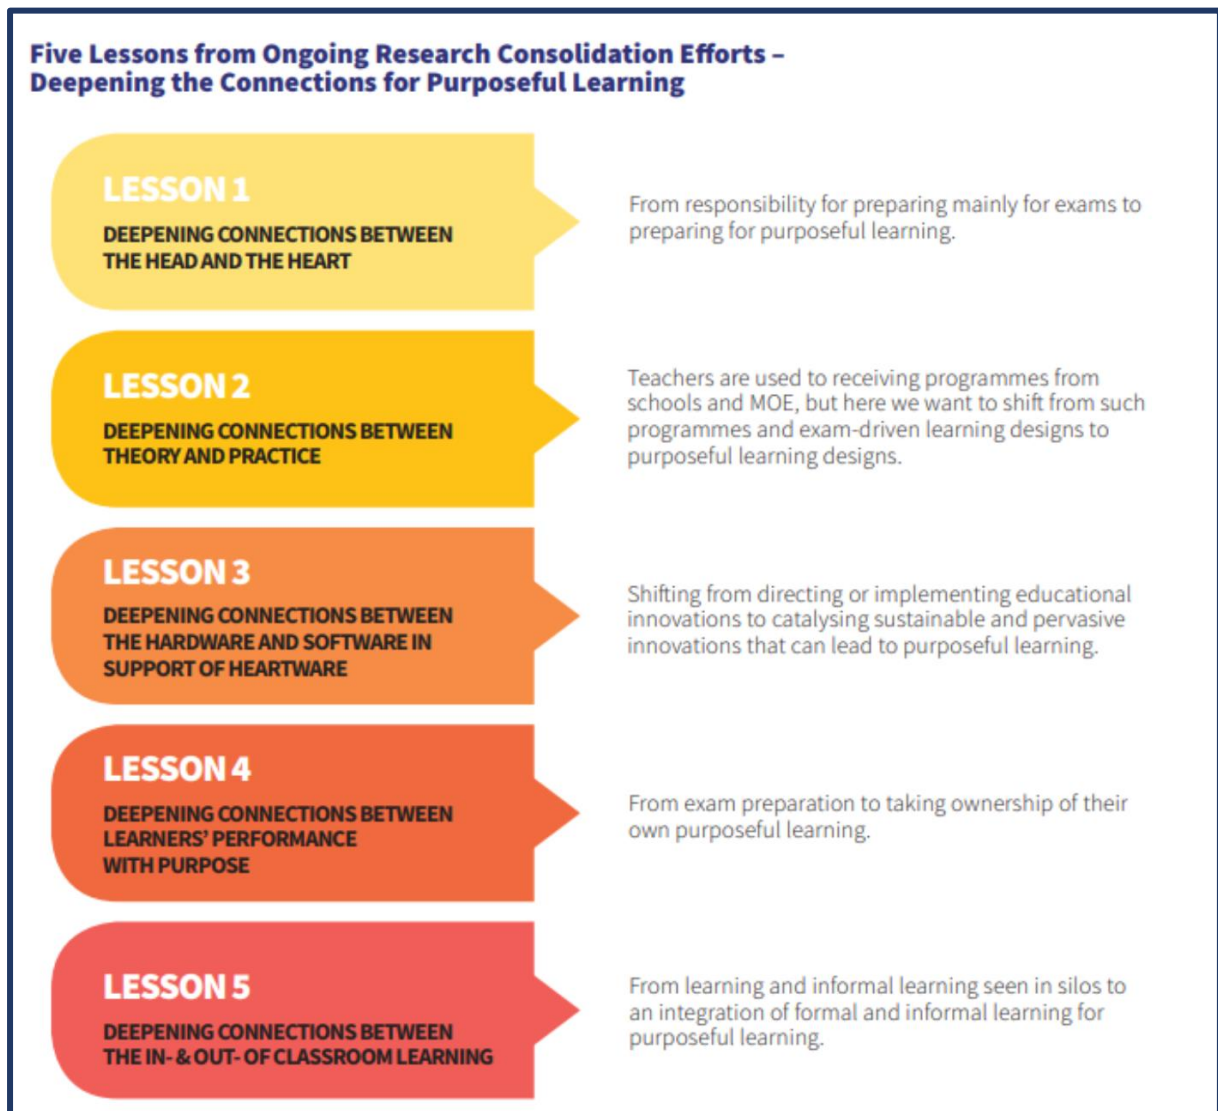 Five Lessons from Ongoing Research Consolidation Efforts –
Deepening the Connections for Purposeful Learning
LESSON 1
DEEPENING CONNECTIONS BETWEEN
THE HEAD AND THE HEART
From responsibility for preparing mainly for exams to
preparing for purposeful learning.
LESSON 2
DEEPENING CONNECTIONS BETWEEN
THEORY AND PRACTICE
Teachers are used to receiving programmes from
schools and MOE, but here we want to shift from such
programmes and exam-driven learning designs to
purposeful learning designs.
LESSON 3
DEEPENING CONNECTIONS BETWEEN
THE HARDWARE AND SOFTWARE IN
SUPPORT OF HEARTWARE
Shifting from directing or implementing educational
innovations to catalysing sustainable and pervasive
innovations that can lead to purposeful learning.
LESSON 4
DEEPENING CONNECTIONS BETWEEN
LEARNERS’ PERFORMANCE
WITH PURPOSE
From exam preparation to taking ownership of their
own purposeful learning.
LESSON 5
DEEPENING CONNECTIONS BETWEEN
THE IN- & OUT- OF CLASSROOM LEARNING
From learning and informal learning seen in silos to
an integration of formal and informal learning for
purposeful learning.